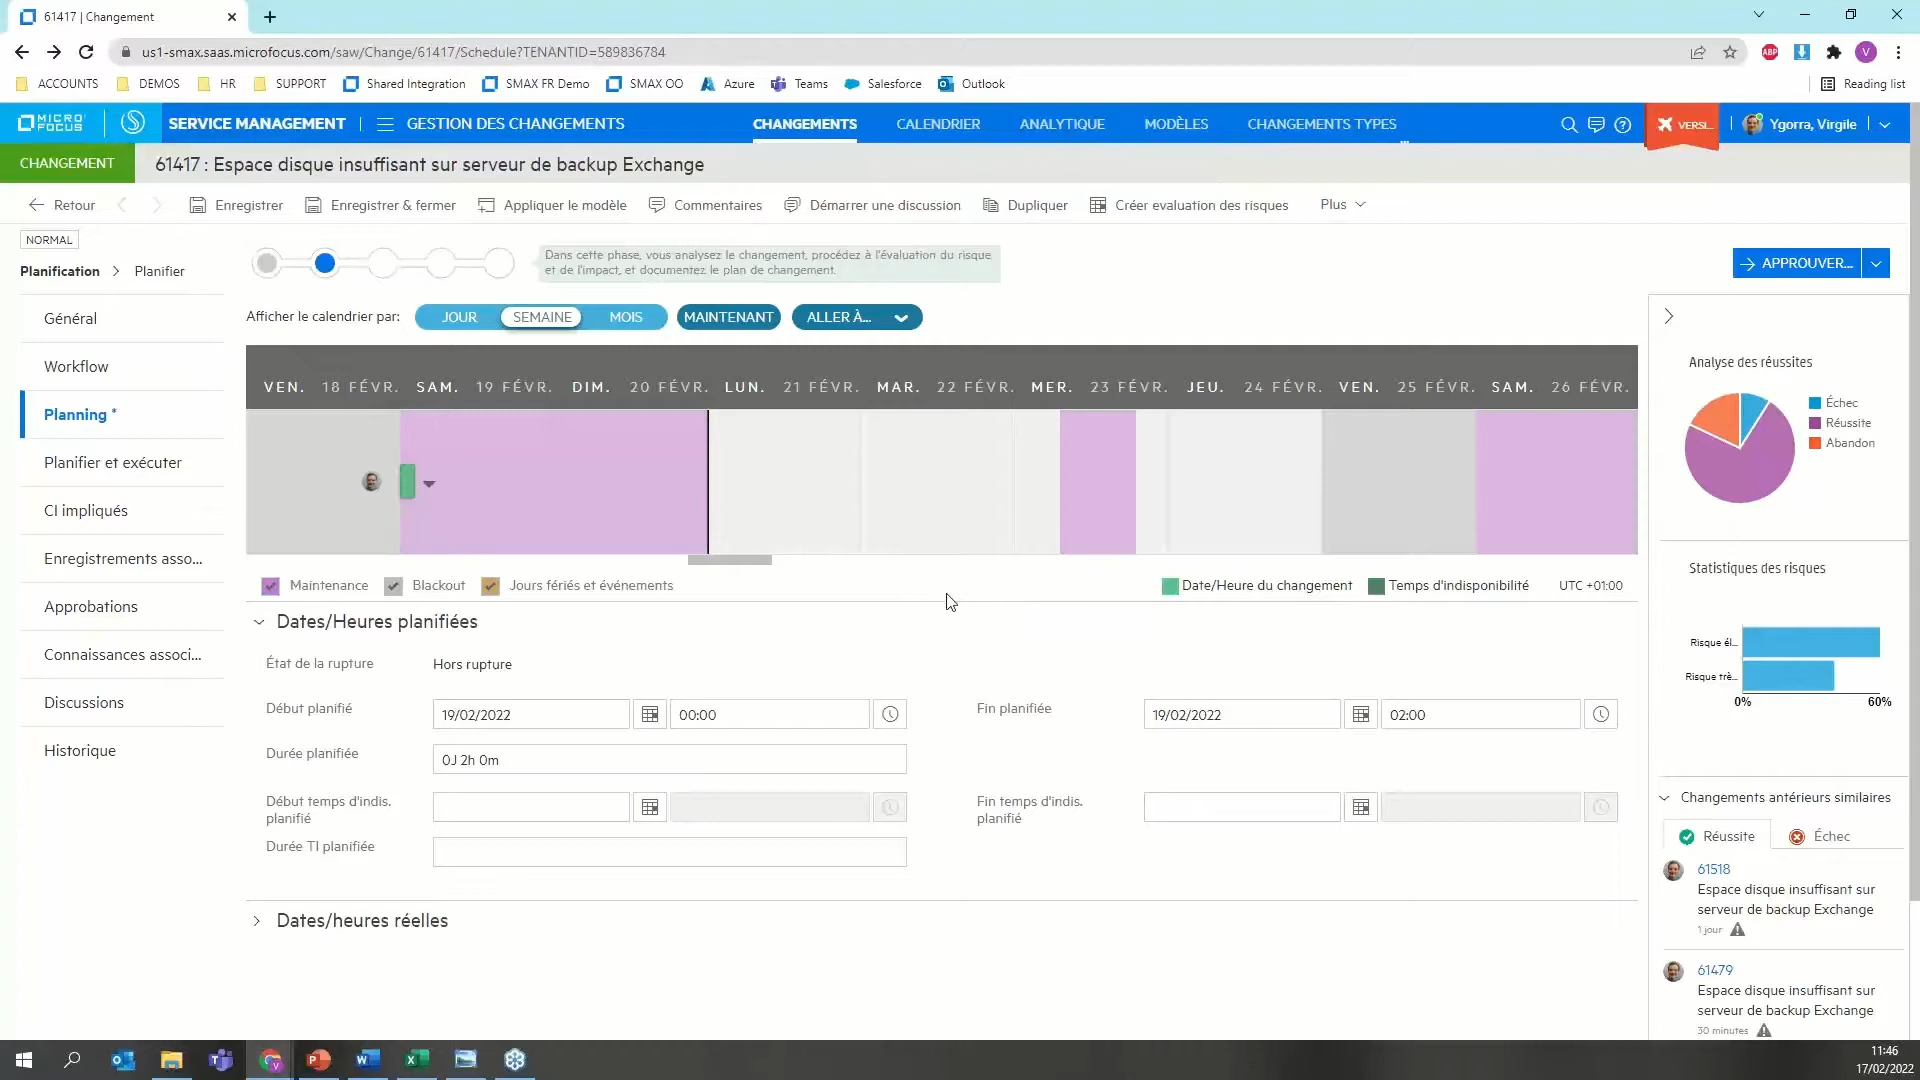 61417 | Changement
us1-smax.saas.microfocus.com/saw/Change/61417/Schedule?TENANTID=589836784
ABP
V
ACCOUNTS DEMOS HR SUPPORT Shared Integration SMAX FR Demo SMAX OO Azure Teams Salesforce Outlook Reading list
MICRO FOCUS SERVICE MANAGEMENT GESTION DES CHANGEMENTS CHANGEMENTS CALENDRIER ANALYTIQUE MODÈLES CHANGEMENTS TYPES VERSI... Ygorra, Virgile
CHANGEMENT 61417 : Espace disque insuffisant sur serveur de backup Exchange
Retour Enregistrer Enregistrer & fermer Appliquer le modèle Commentaires Démarrer une discussion Dupliquer Créer evaluation des risques Plus
NORMAL
Planification > Planifier
Dans cette phase, vous analysez le changement, procédez à l'évaluation du risque
et de l'impact, et documentez le plan de changement.
APPROUVER...
Général
Workflow
Planning *
Planifier et exécuter
CI impliqués
Enregistrements asso...
Approbations
Connaissances associ...
Discussions
Historique
Afficher le calendrier par: JOUR SEMAINE MOIS MAINTENANT ALLER À...
VEN. 18 FÉVR. SAM. 19 FÉVR. DIM. 20 FÉVR. LUN. 21 FÉVR. MAR. 22 FÉVR. MER. 23 FÉVR. JEU. 24 FÉVR. VEN. 25 FÉVR. SAM. 26 FÉVR.
Maintenance Blackout Jours fériés et événements Date/Heure du changement Temps d'indisponibilité UTC +01:00
Dates/Heures planifiées
État de la rupture Hors rupture
Début planifié 19/02/2022 00:00 Fin planifiée 19/02/2022 02:00
Durée planifiée 0J 2h 0m
Début temps d'indis.
planifié
Fin temps d'indis.
planifié
Durée TI planifiée
Dates/heures réelles
Analyse des réussites
Échec
Réussite
Abandon
Statistiques des risques
Risque él...
Risque trè...
0% 60%
Changements antérieurs similaires
Réussite Échec
61518
Espace disque insuffisant sur
serveur de backup Exchange
1 jour
61479
Espace disque insuffisant sur
serveur de backup Exchange
30 minutes
11:46
17/02/2022